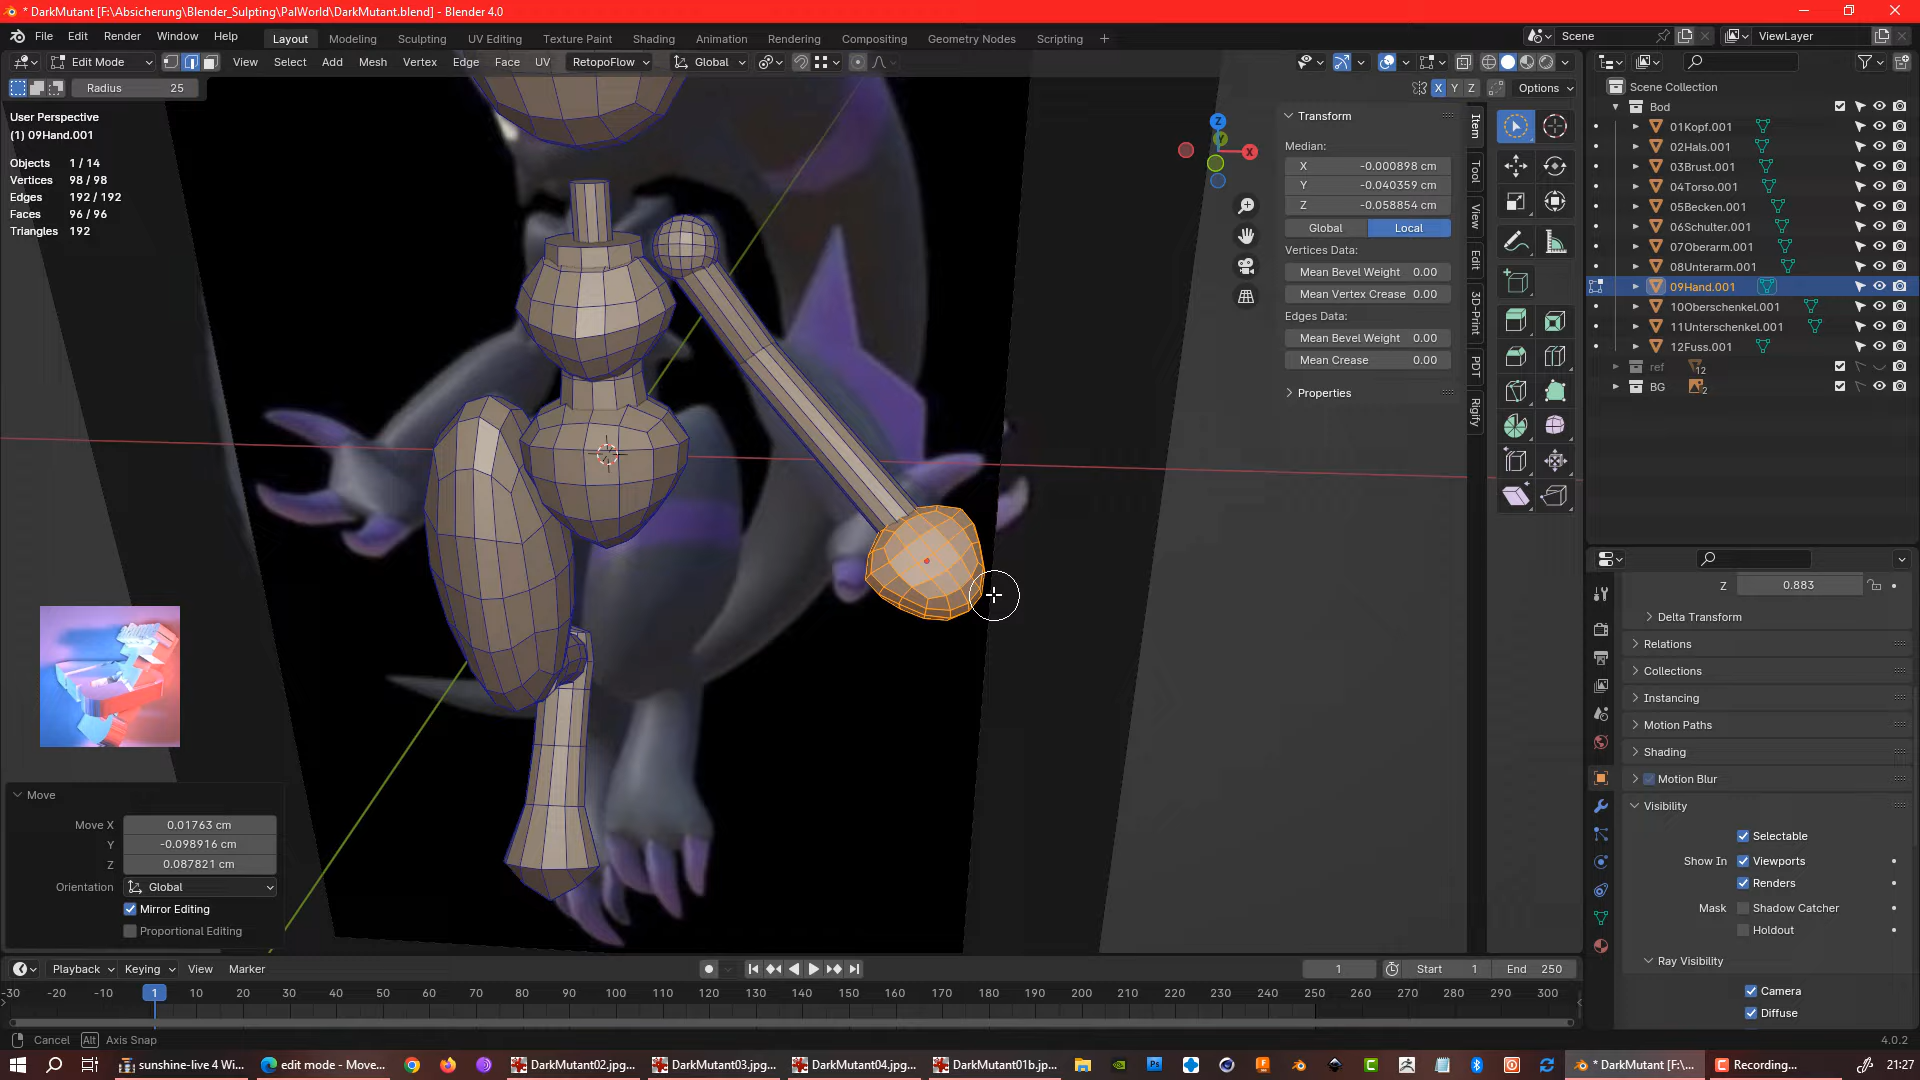 * DarkMutant [F:\Absicherung\Blender_Sulpting\PalWorld\DarkMutant.blend] - Blender 4.0
File Edit Render Window Help
Layout Modeling Sculpting UV Editing Texture Paint Shading Animation Rendering Compositing Geometry Nodes Scripting +
Scene ViewLayer
Edit Mode View Select Add Mesh Vertex Edge Face UV RetopoFlow Global
Radius 25
X Y Z Options
User Perspective
(1) 09Hand.001
Objects 1 / 14
Vertices 98 / 98
Edges 192 / 192
Faces 96 / 96
Triangles 192
Z
Y
X
Transform
Median:
X -0.000898 cm
Y -0.040359 cm
Z -0.058854 cm
Global Local
Vertices Data:
Mean Bevel Weight 0.00
Mean Vertex Crease 0.00
Edges Data:
Mean Bevel Weight 0.00
Mean Crease 0.00
Properties
Item
Tool
View
Edit
3D-Print
PDT
Rigify
Scene Collection
Bod
01Kopf.001
02Hals.001
03Brust.001
04Torso.001
05Becken.001
06Schulter.001
07Oberarm.001
08Unterarm.001
09Hand.001
10Oberschenkel.001
11Unterschenkel.001
12Fuss.001
ref 12
BG 2
Z 0.883
Delta Transform
Relations
Collections
Instancing
Motion Paths
Shading
Motion Blur
Visibility
Selectable
Show In Viewports
Renders
Mask Shadow Catcher
Holdout
Ray Visibility
Camera
Diffuse
Move
Move X 0.01763 cm
Y -0.098916 cm
Z 0.087821 cm
Orientation Global
Mirror Editing
Proportional Editing
Playback Keying View Marker
1 Start 1 End 250
-30 -20 -10 1 10 20 30 40 50 60 70 80 90 100 110 120 130 140 150 160 170 180 190 200 210 220 230 240 250 260 270 280 290 300
Cancel Alt Axis Snap
4.0.2
sunshine-live 4 Wi... edit mode - Move... DarkMutant02.jpg... DarkMutant03.jpg... DarkMutant04.jpg... DarkMutant01b.jp... Ps * DarkMutant [F:\... Recording... 21:27